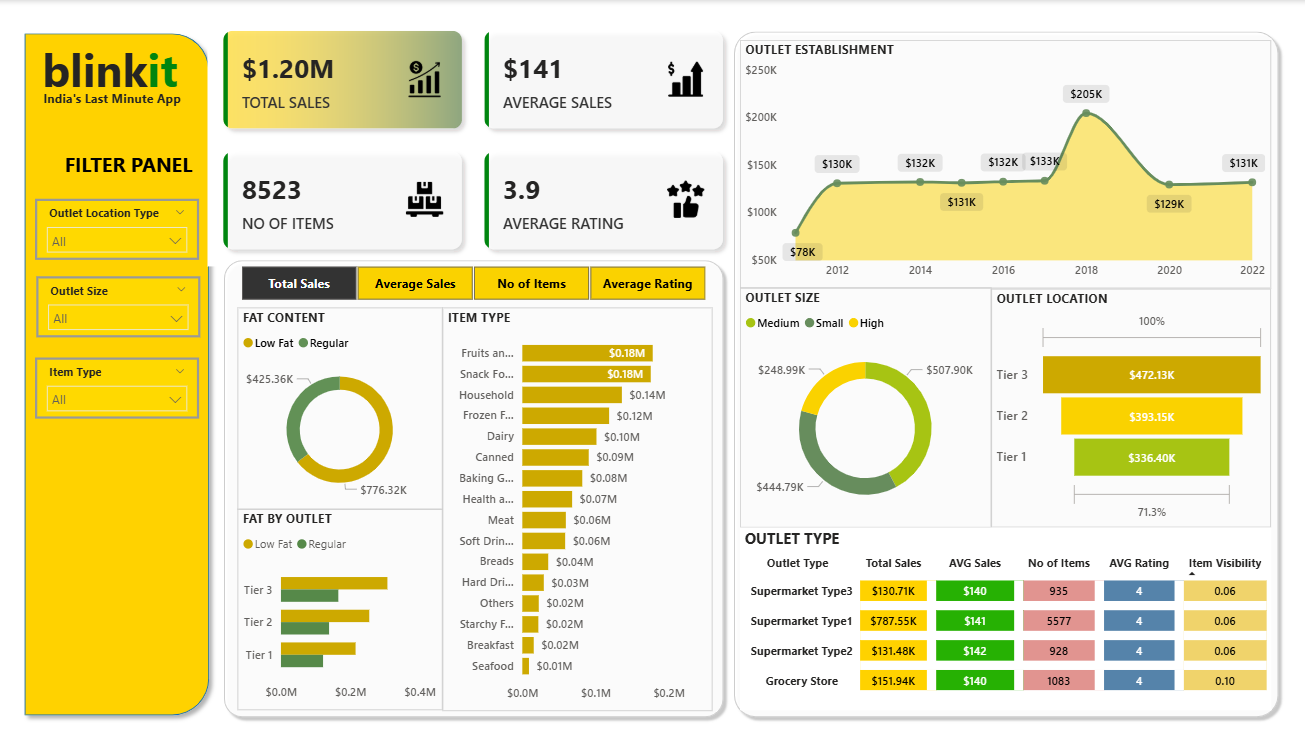 blinkit
India's Last Minute App
FILTER PANEL
Outlet Location Type
All
Outlet Size
All
Item Type
All
$1.20M
TOTAL SALES
$141
AVERAGE SALES
8523
NO OF ITEMS
3.9
AVERAGE RATING
Total Sales Average Sales No of Items Average Rating
FAT CONTENT
Low Fat Regular
$425.36K
$776.32K
FAT BY OUTLET
Low Fat Regular
Tier 3
Tier 2
Tier 1
$0.0M $0.2M $0.4M
ITEM TYPE
Fruits an... $0.18M
Snack Fo... $0.18M
Household $0.14M
Frozen F... $0.12M
Dairy $0.10M
Canned $0.09M
Baking G... $0.08M
Health a... $0.07M
Meat $0.06M
Soft Drin... $0.06M
Breads $0.04M
Hard Dri... $0.03M
Others $0.02M
Starchy F... $0.02M
Breakfast $0.02M
Seafood $0.01M
$0.0M $0.1M $0.2M
OUTLET ESTABLISHMENT
$250K
$200K
$150K
$100K
$50K
$78K $130K $132K $131K $132K $133K $205K $129K $131K
2012 2014 2016 2018 2020 2022
OUTLET SIZE
Medium Small High
$248.99K $507.90K
$444.79K
OUTLET LOCATION
100%
Tier 3 $472.13K
Tier 2 $393.15K
Tier 1 $336.40K
71.3%
OUTLET TYPE
Outlet Type Total Sales AVG Sales No of Items AVG Rating Item Visibility
Supermarket Type3 $130.71K $140 935 4 0.06
Supermarket Type1 $787.55K $141 5577 4 0.06
Supermarket Type2 $131.48K $142 928 4 0.06
Grocery Store $151.94K $140 1083 4 0.10